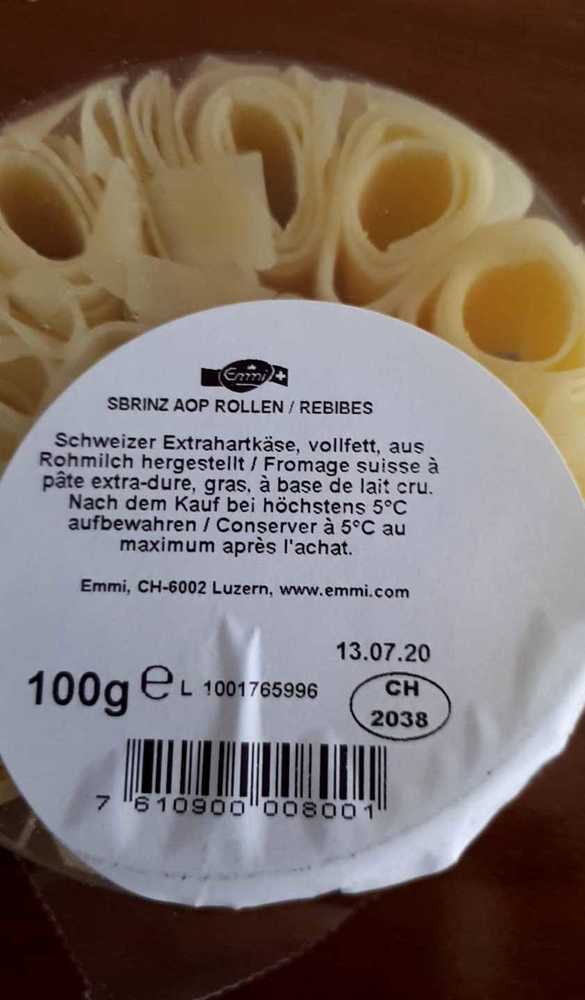 Emmi
SBRINZ AOP ROLLEN / REBIBES
Schweizer Extrahartkäse, vollfett, aus
Rohmilch hergestellt / Fromage suisse à
pâte extra-dure, gras, à base de lait cru.
Nach dem Kauf bei höchstens 5°C
aufbewahren / Conserver à 5°C au
maximum après l'achat.
Emmi, CH-6002 Luzern, www.emmi.com
13.07.20
100g e L 1001765996
CH
2038
7 610900 008001